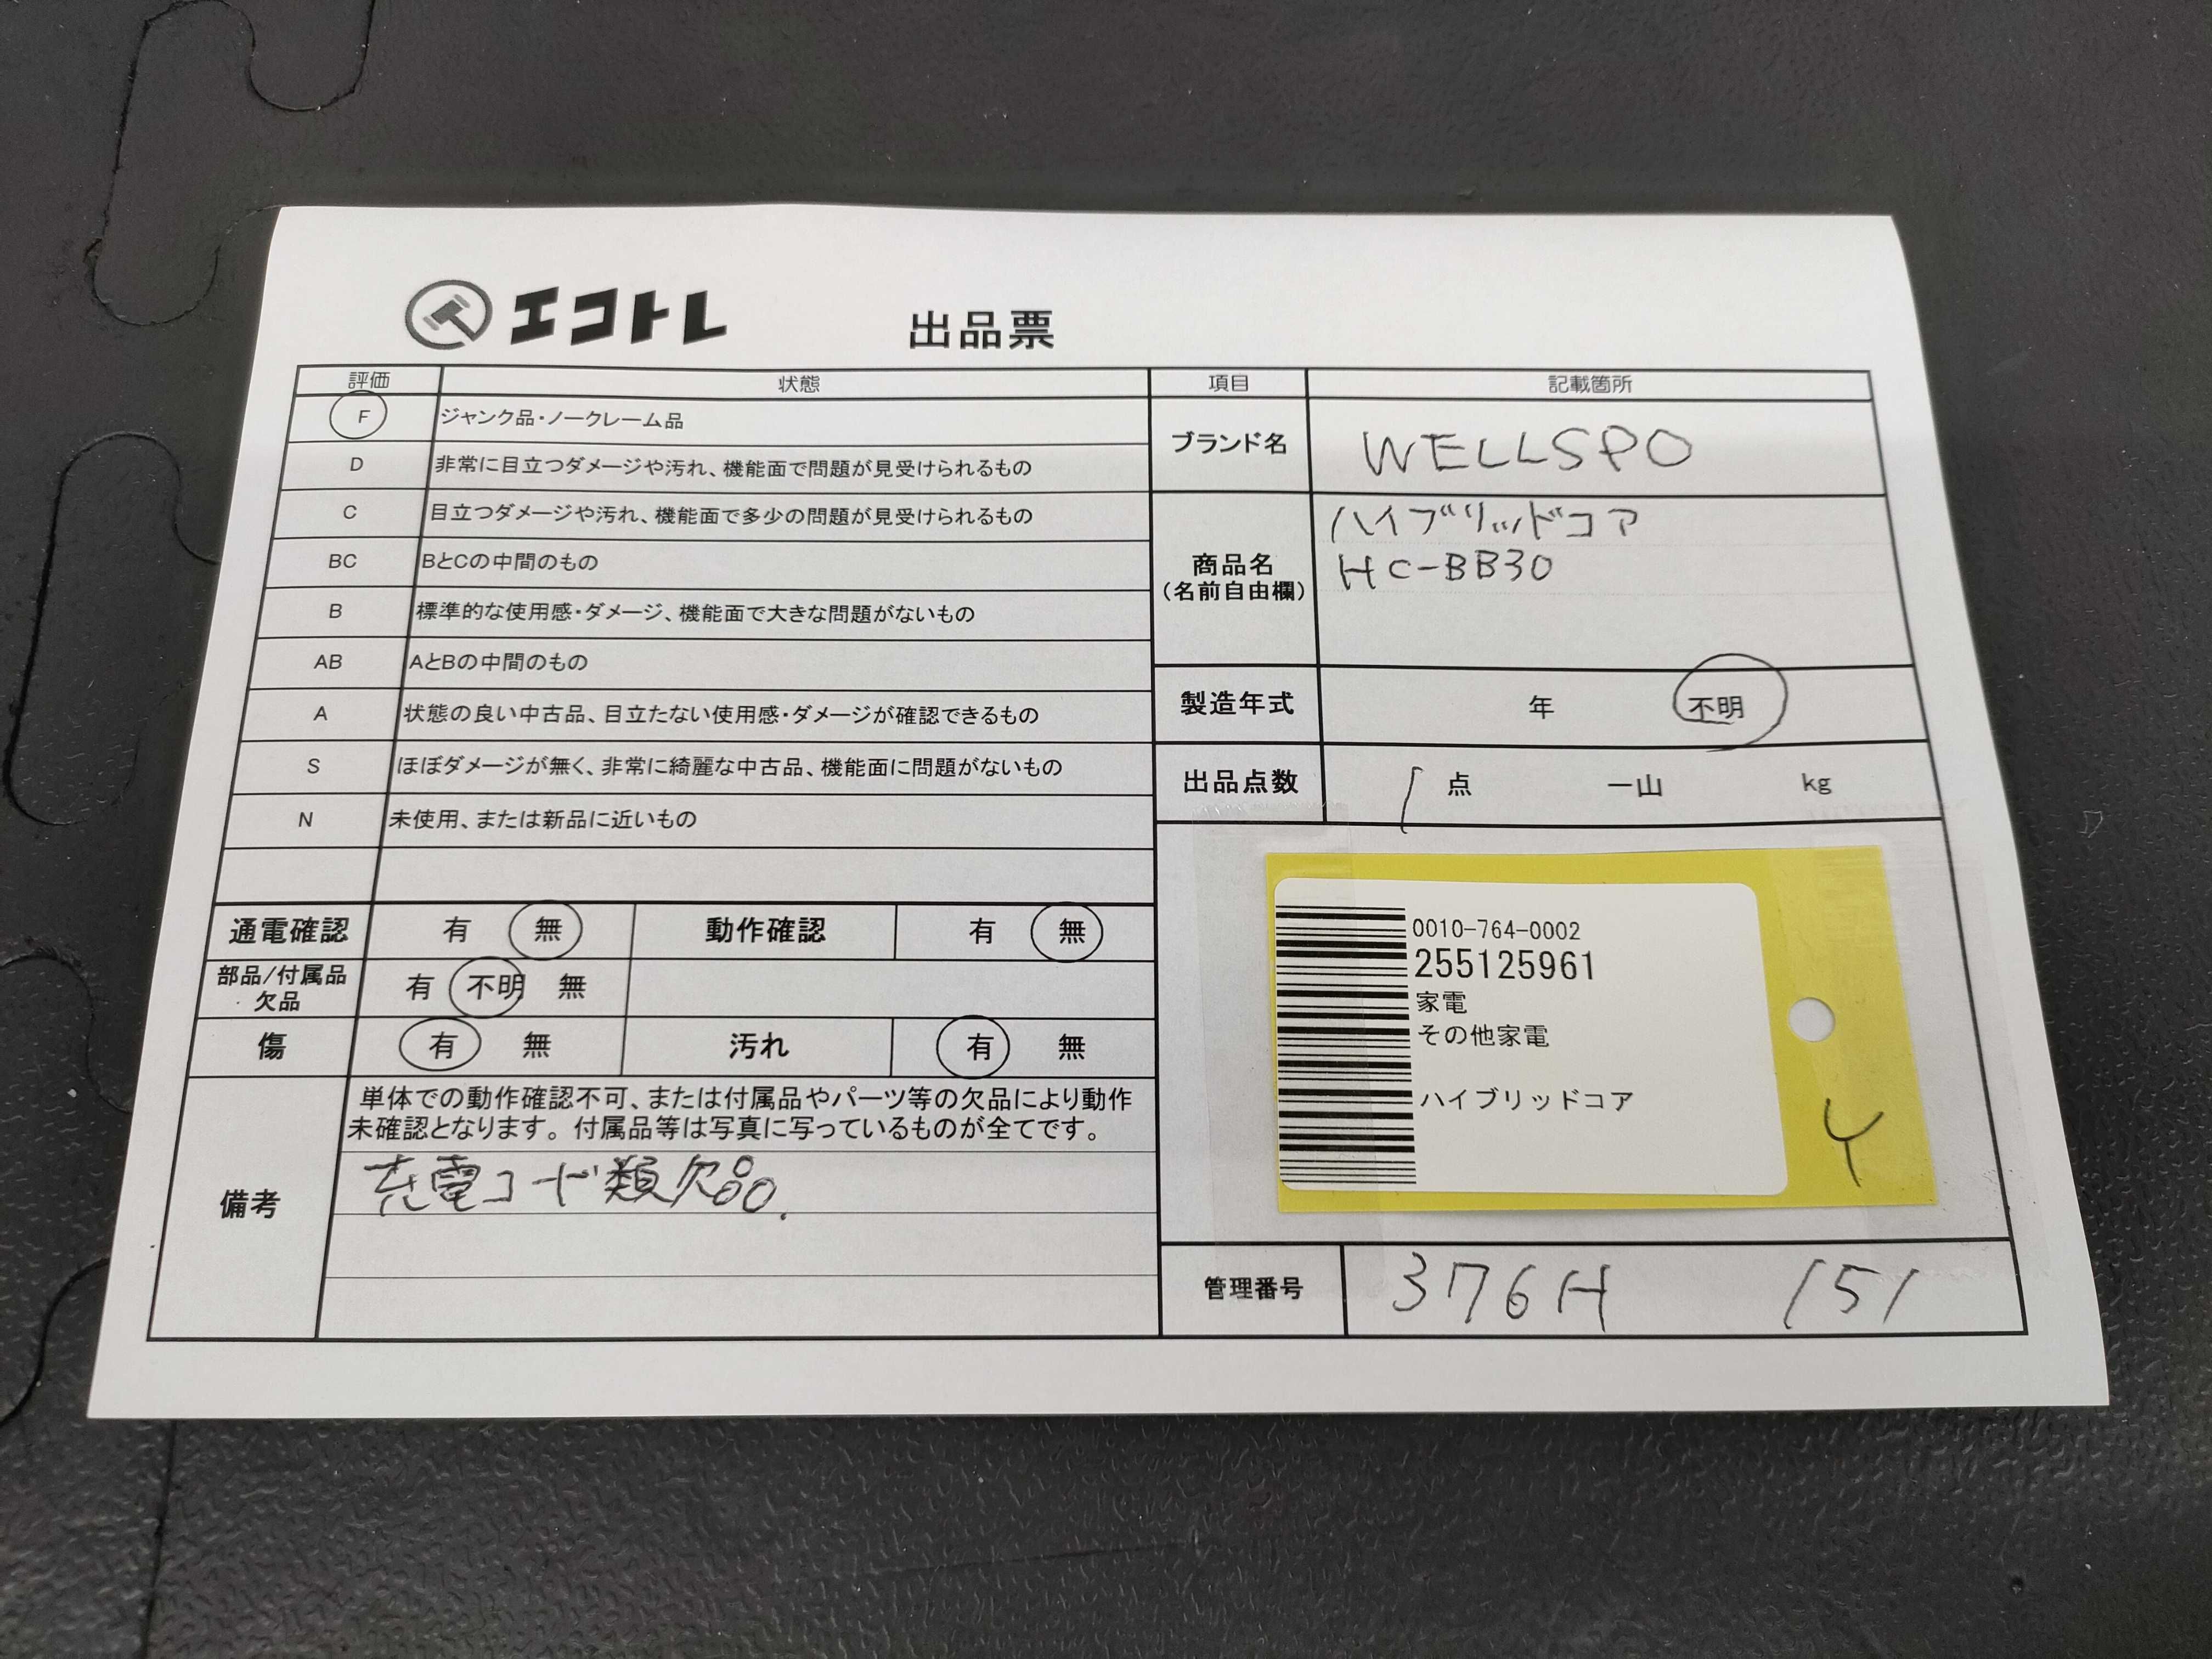 エコトレ 出品票
評価 状態
F ジャンク品・ノークレーム品
D 非常に目立つダメージや汚れ、機能面で問題が見受けられるもの
C 目立つダメージや汚れ、機能面で多少の問題が見受けられるもの
BC BとCの中間のもの
B 標準的な使用感・ダメージ、機能面で大きな問題がないもの
AB AとBの中間のもの
A 状態の良い中古品、目立たない使用感・ダメージが確認できるもの
S ほぼダメージが無く、非常に綺麗な中古品、機能面に問題がないもの
N 未使用、または新品に近いもの
通電確認 有 無 動作確認 有 無
部品/付属品
欠品 有 不明 無
傷 有 無 汚れ 有 無
備考
単体での動作確認不可、または付属品やパーツ等の欠品により動作
未確認となります。付属品等は写真に写っているものが全てです。
充電コード類欠品.
項目 記載箇所
ブランド名 WELLSPO
商品名
(名前自由欄)
ハイブリッドコア
HC-BB30
製造年式 年 不明
出品点数 1 点 一山 kg
0010-764-0002
255125961
家電
その他家電
ハイブリッドコア
Y
管理番号 376H 151